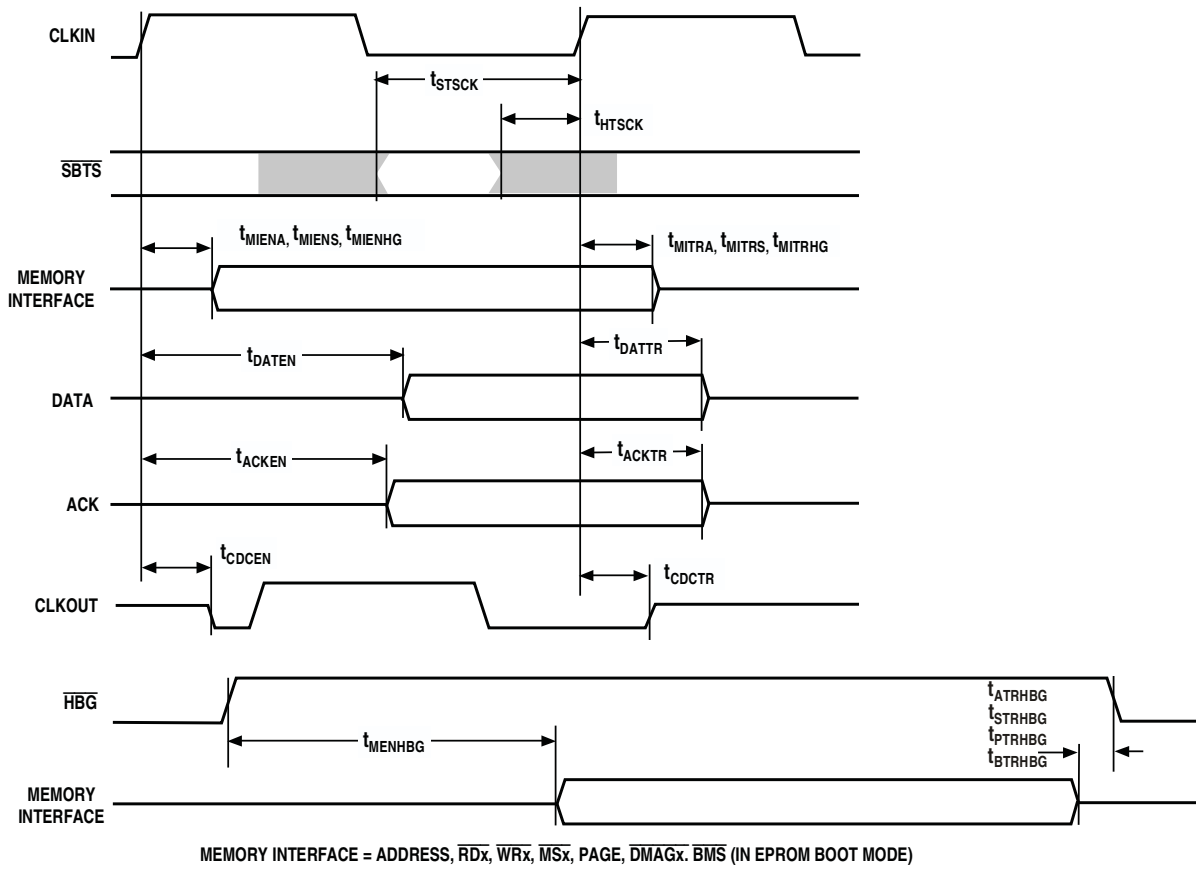 CLKIN
tSTSCK
tHTSCK
SBTS
tMIENA, tMIENS, tMIENHG
tMITRA, tMITRS, tMITRHG
MEMORY
INTERFACE
tDATEN
tDATTR
DATA
tACKEN
tACKTR
ACK
tCDCEN
tCDCTR
CLKOUT
HBG
tATRHBG
tSTRHBG
tPTRHBG
tBTRHBG
tMENHBG
MEMORY
INTERFACE
MEMORY INTERFACE = ADDRESS, RDx, WRx, MSx, PAGE, DMAGx. BMS (IN EPROM BOOT MODE)